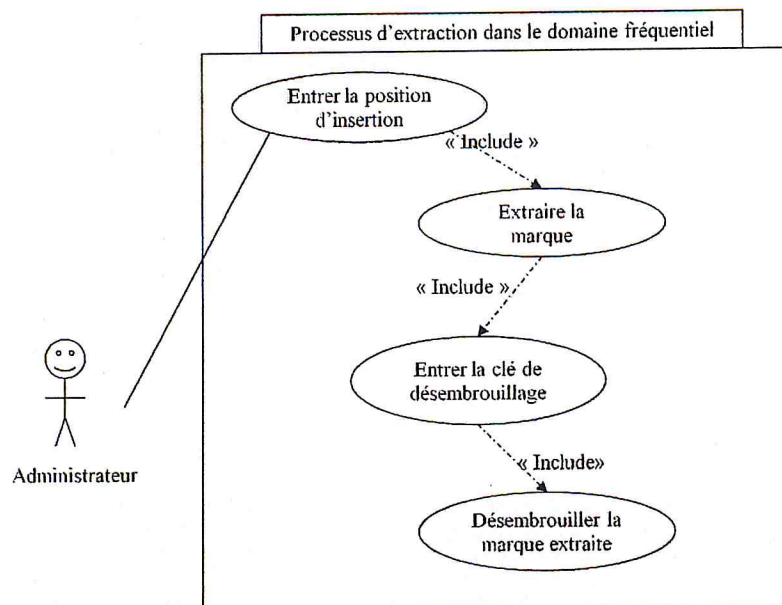 Processus d'extraction dans le domaine fréquentiel
Entrer la position
d'insertion
« Include »
Extraire la
marque
« Include »
Entrer la clé de
désembrouillage
« Include»
Administrateur
Désembrouiller la
marque extraite